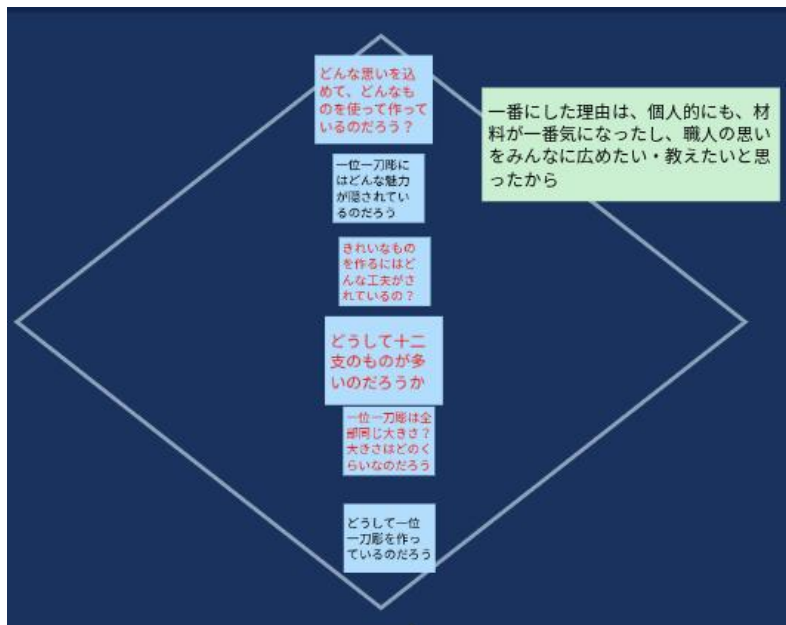 どんな思いを込
めて、どんなも
のを使って作って
いるのだろう？
一番にした理由は、個人的にも、材
料が一番気になったし、職人の思い
をみんなに広めたい・教えたいと思
ったから
一位一刀彫に
はどんな魅力
が隠されてい
るのだろう
きれいなもの
を作るにはど
んな工夫がさ
れているの？
どうして十二
支のものが多
いのだろうか
一位一刀彫は全
部同じ大きさ？
大きさはどのく
らいなのだろう
どうして一位
一刀彫を作っ
ているのだろう